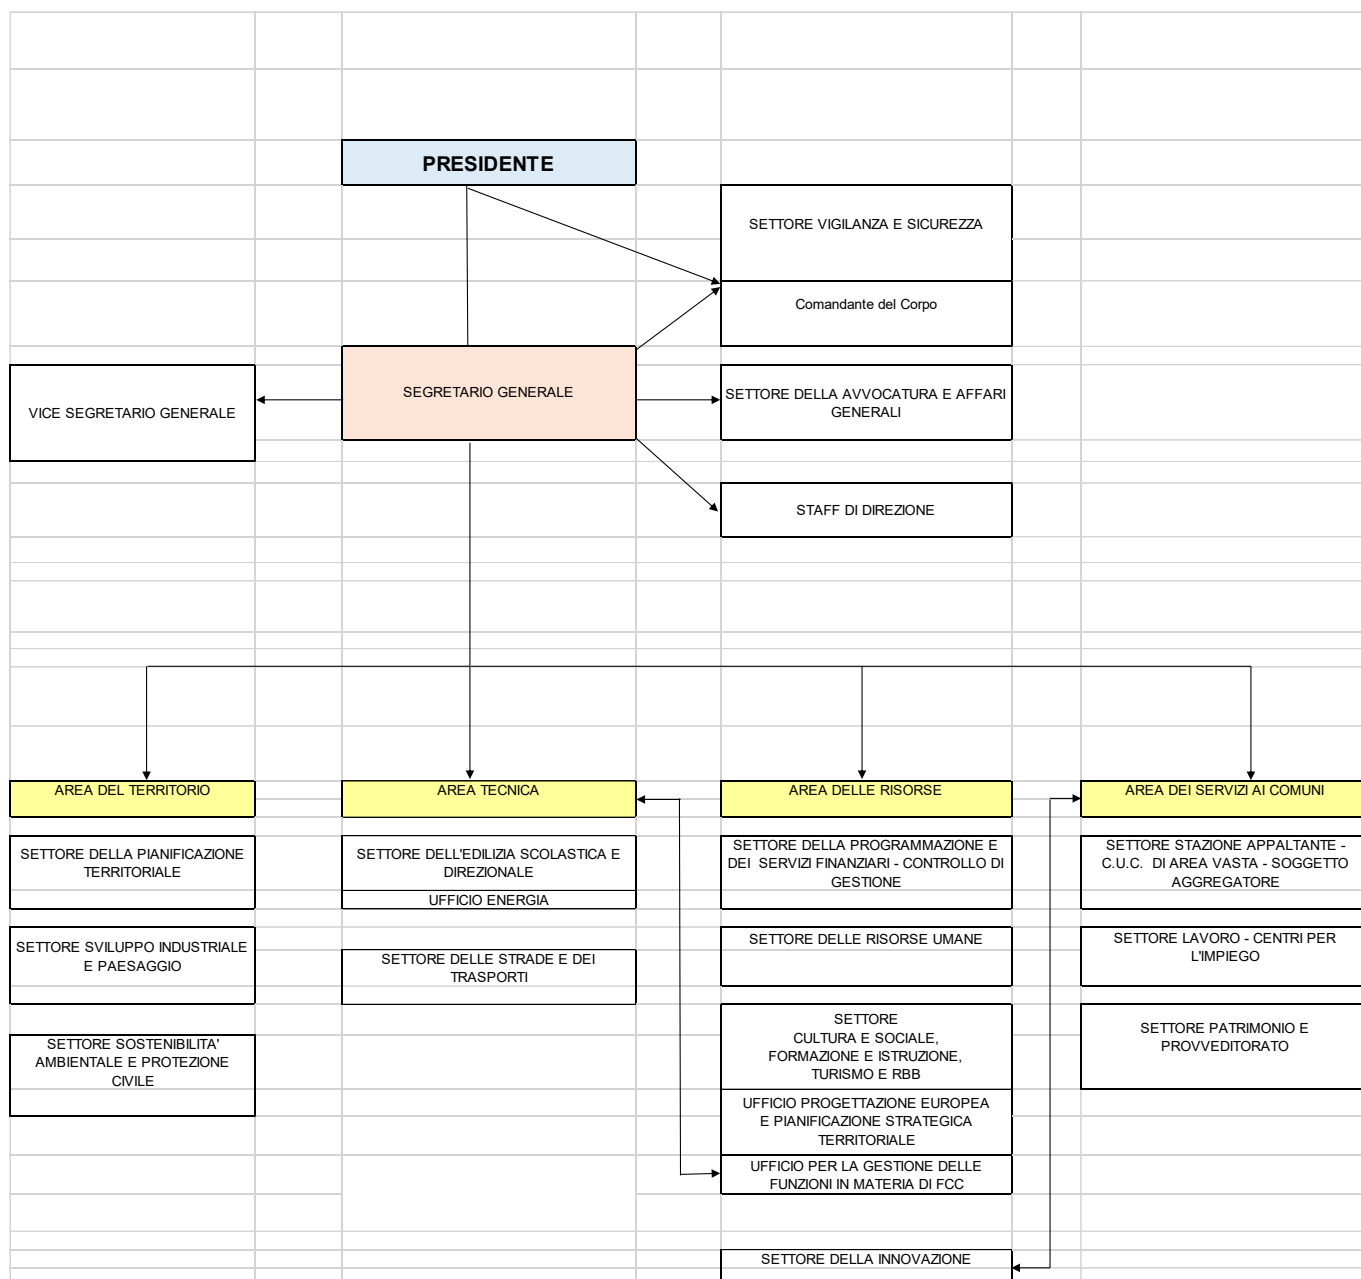 PRESIDENTE
SETTORE VIGILANZA E SICUREZZA
Comandante del Corpo
SEGRETARIO GENERALE
VICE SEGRETARIO GENERALE
SETTORE DELLA AVVOCATURA E AFFARI
GENERALI
STAFF DI DIREZIONE
AREA DEL TERRITORIO
SETTORE DELLA PIANIFICAZIONE
TERRITORIALE
SETTORE SVILUPPO INDUSTRIALE
E PAESAGGIO
SETTORE SOSTENIBILITA'
AMBIENTALE E PROTEZIONE
CIVILE
AREA TECNICA
SETTORE DELL'EDILIZIA SCOLASTICA E
DIREZIONALE
UFFICIO ENERGIA
SETTORE DELLE STRADE E DEI
TRASPORTI
AREA DELLE RISORSE
SETTORE DELLA PROGRAMMAZIONE E
DEI SERVIZI FINANZIARI - CONTROLLO DI
GESTIONE
SETTORE DELLE RISORSE UMANE
SETTORE
CULTURA E SOCIALE,
FORMAZIONE E ISTRUZIONE,
TURISMO E RBB
UFFICIO PROGETTAZIONE EUROPEA
E PIANIFICAZIONE STRATEGICA
TERRITORIALE
UFFICIO PER LA GESTIONE DELLE
FUNZIONI IN MATERIA DI FCC
SETTORE DELLA INNOVAZIONE
AREA DEI SERVIZI AI COMUNI
SETTORE STAZIONE APPALTANTE -
C.U.C. DI AREA VASTA - SOGGETTO
AGGREGATORE
SETTORE LAVORO - CENTRI PER
L'IMPIEGO
SETTORE PATRIMONIO E
PROVVEDITORATO